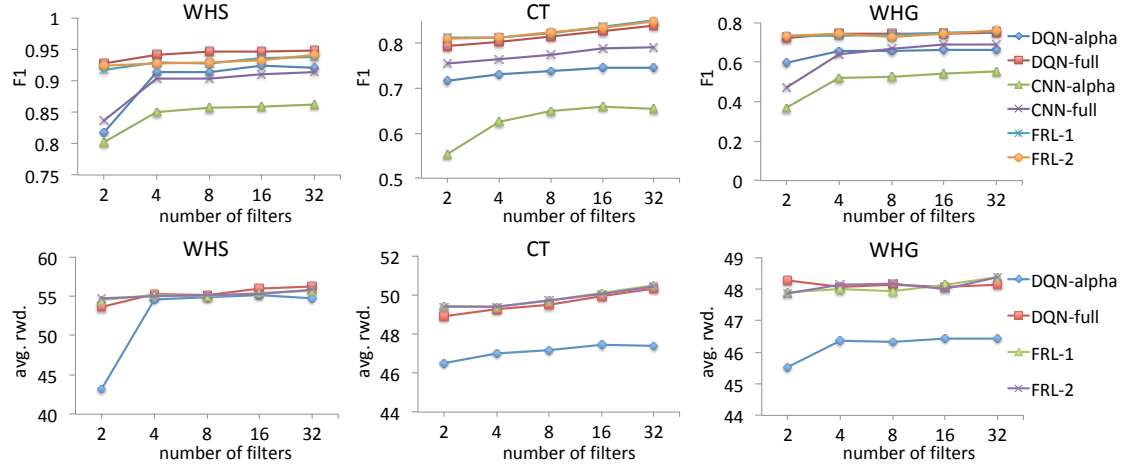 WHS
F1
1
0.95
0.9
0.85
0.8
0.75
2 4 8 16 32
number of filters
CT
F1
0.8
0.7
0.6
0.5
2 4 8 16 32
number of filters
WHG
F1
0.8
0.6
0.4
0.2
0
2 4 8 16 32
number of filters
DQN-alpha
DQN-full
CNN-alpha
CNN-full
FRL-1
FRL-2
WHS
avg. rwd.
60
55
50
45
40
2 4 8 16 32
number of filters
CT
avg. rwd.
52
50
48
46
44
2 4 8 16 32
number of filters
WHG
avg. rwd.
49
48
47
46
45
44
2 4 8 16 32
number of filters
DQN-alpha
DQN-full
FRL-1
FRL-2